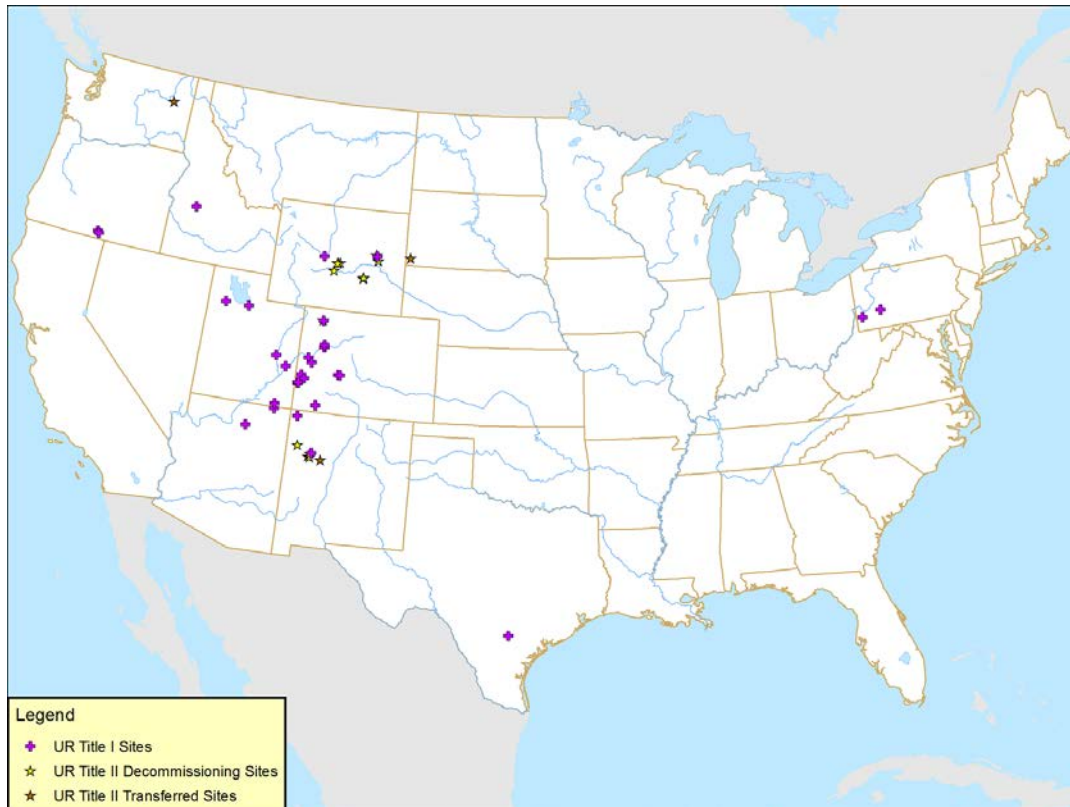 Legend
UR Title I Sites
UR Title II Decommissioning Sites
UR Title II Transferred Sites